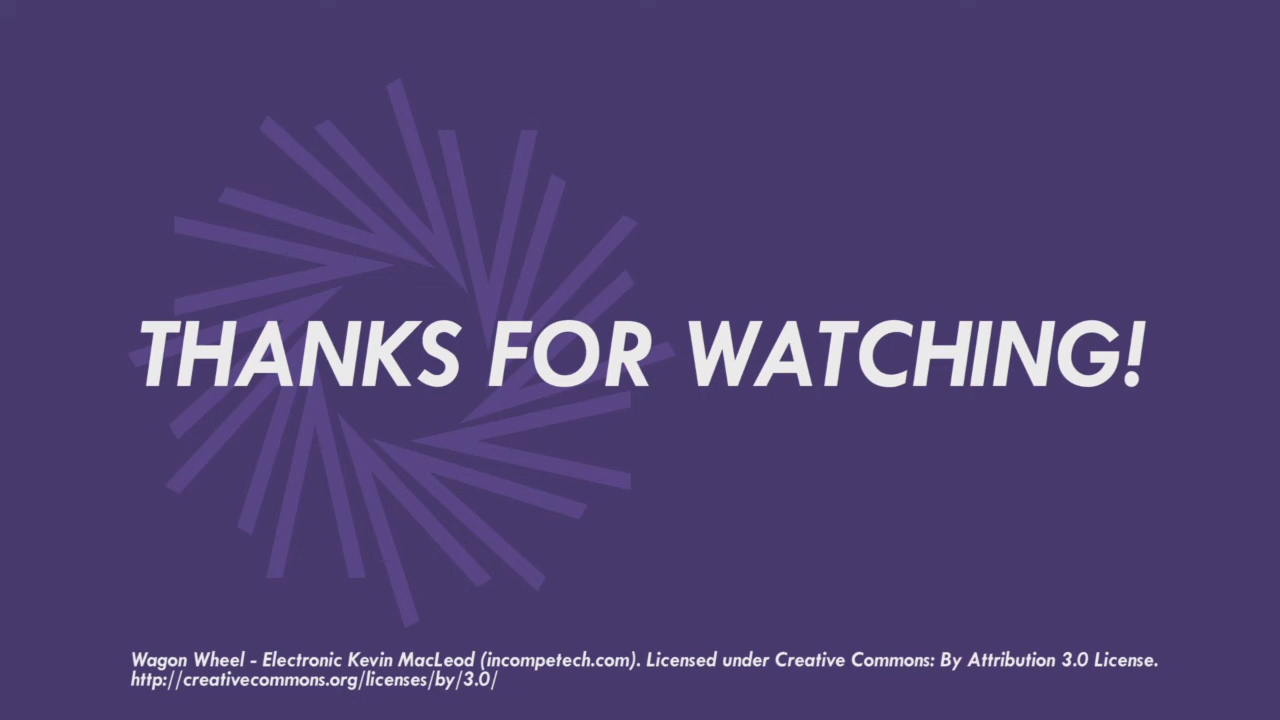 THANKS FOR WATCHING!
Wagon Wheel - Electronic Kevin MacLeod (incompetech.com). Licensed under Creative Commons: By Attribution 3.0 License.
http://creativecommons.org/licenses/by/3.0/